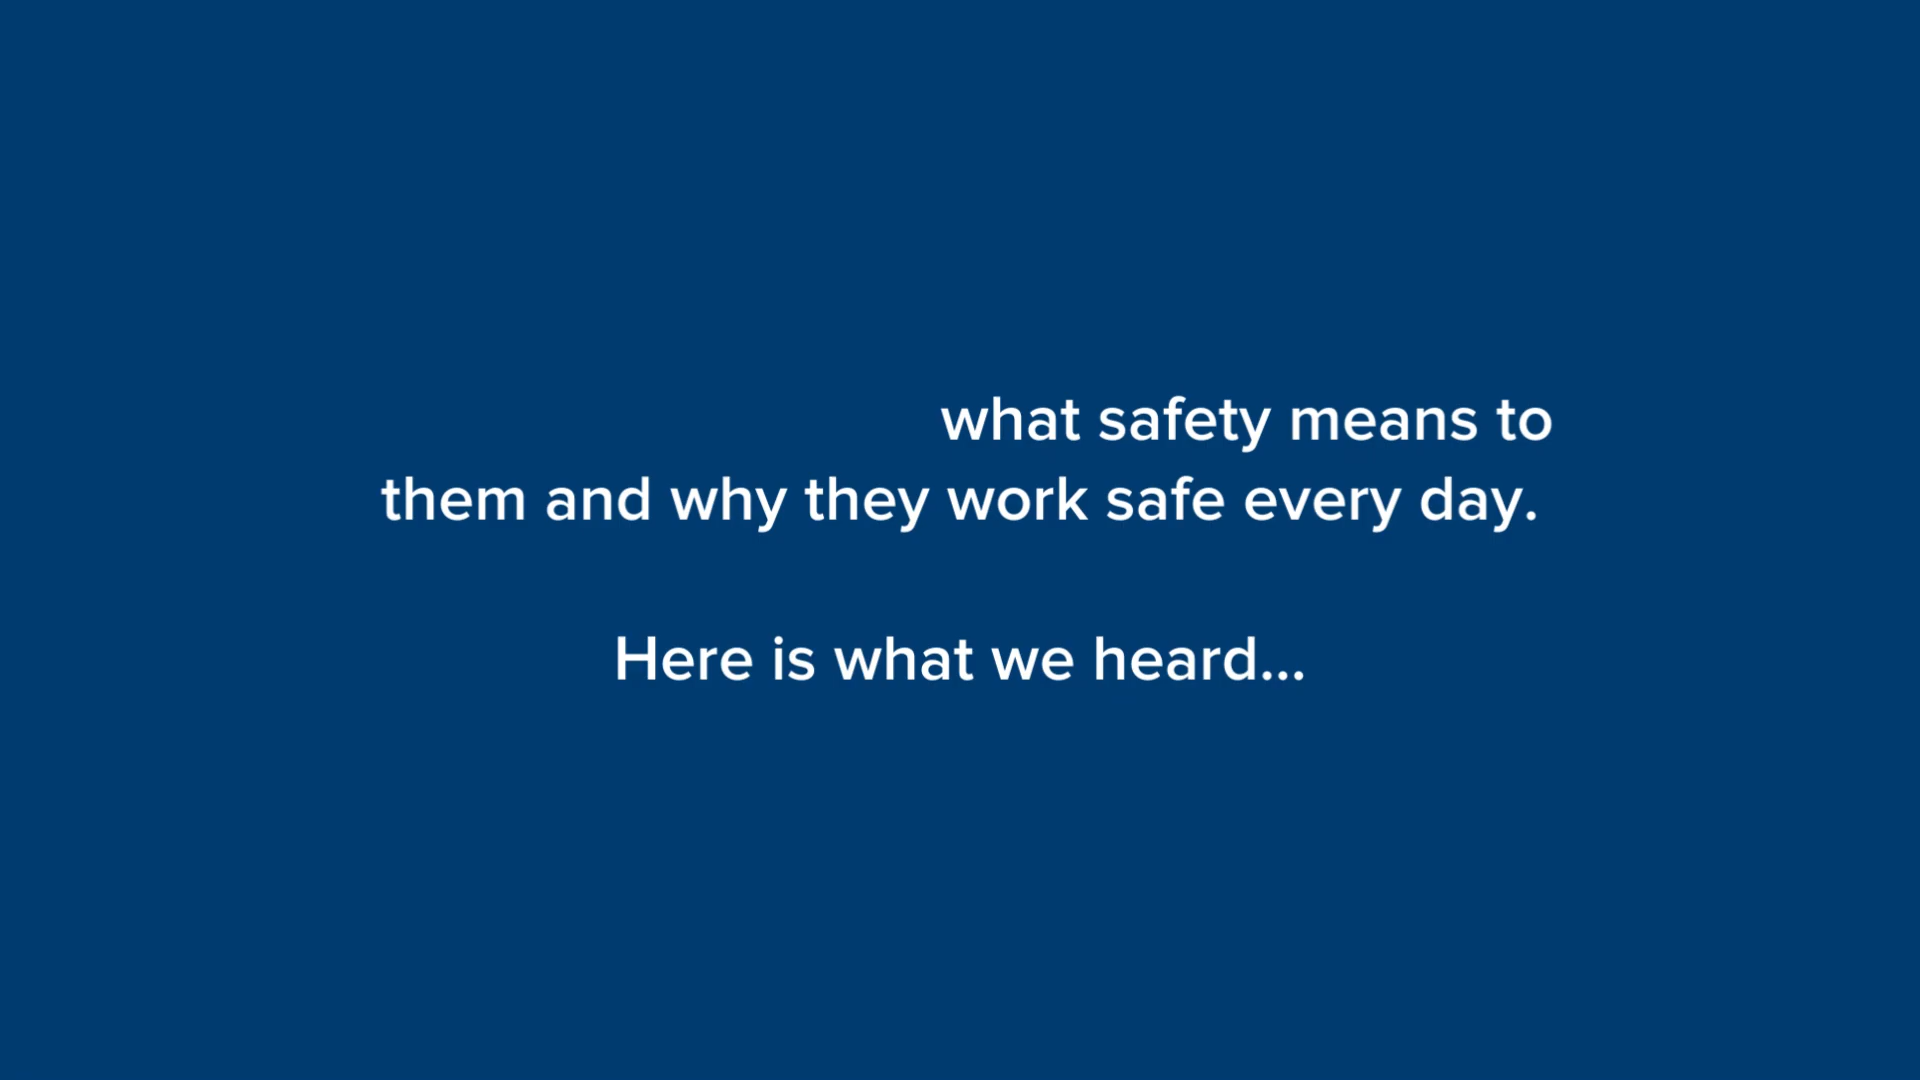 what safety means to
them and why they work safe every day.
Here is what we heard...